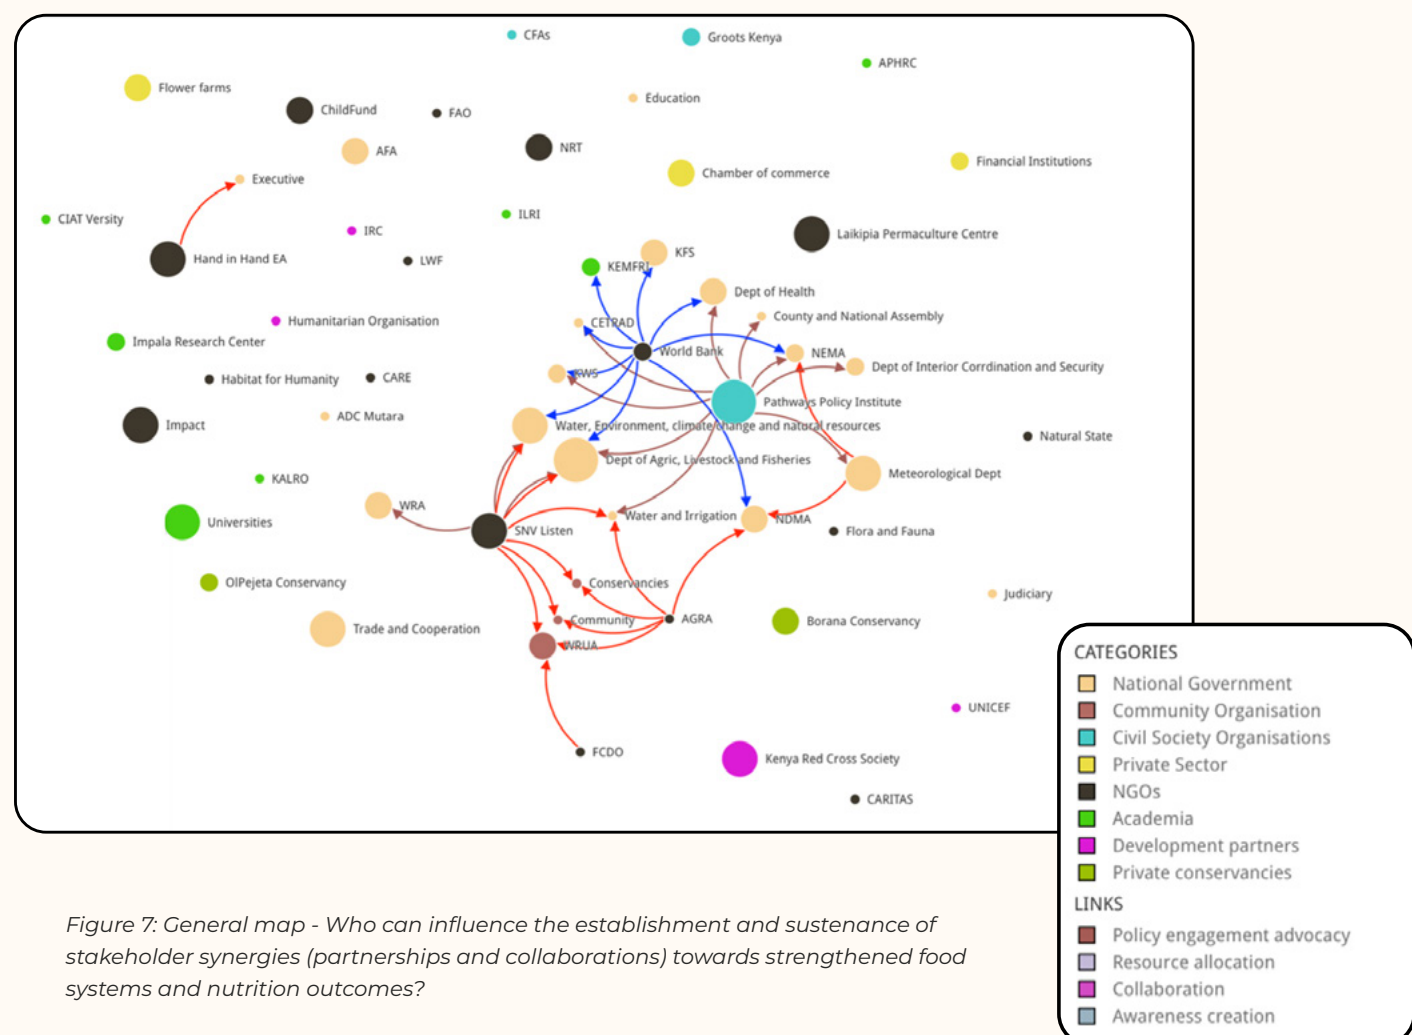 CFAs
Groots Kenya
APHRC
Flower farms
Education
ChildFund
FAO
AFA
NRT
Financial Institutions
Chamber of commerce
Executive
CIAT Versity
ILRI
IRC
Laikipia Permaculture Centre
Hand in Hand EA
LWF
KFS
KEMFRI
Dept of Health
Humanitarian Organisation
County and National Assembly
CETRAD
Impala Research Center
World Bank
NEMA
Dept of Interior Corrdination and Security
Habitat for Humanity
CARE
KWS
Pathways Policy Institute
ADC Mutara
Impact
Water, Environment, climate change and natural resources
Natural State
Dept of Agric, Livestock and Fisheries
Meteorological Dept
KALRO
WRA
Universities
Water and Irrigation
NDMA
SNV Listen
Flora and Fauna
OlPejeta Conservancy
Conservancies
Judiciary
Trade and Cooperation
Community
AGRA
Borana Conservancy
WRUA
UNICEF
FCDO
Kenya Red Cross Society
CARITAS
CATEGORIES
National Government
Community Organisation
Civil Society Organisations
Private Sector
NGOs
Academia
Development partners
Private conservancies
LINKS
Policy engagement advocacy
Resource allocation
Collaboration
Awareness creation
Figure 7: General map - Who can influence the establishment and sustenance of
stakeholder synergies (partnerships and collaborations) towards strengthened food
systems and nutrition outcomes?